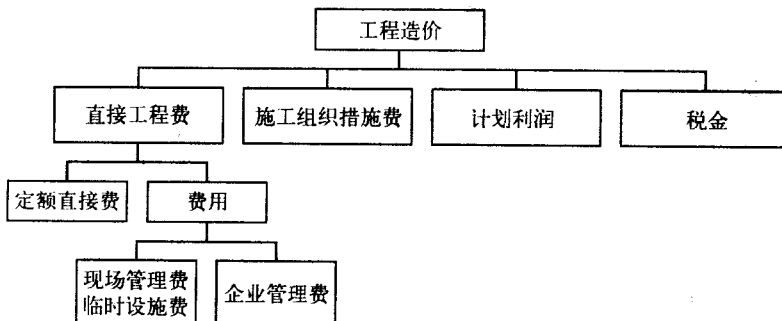 工程造价
直接工程费
施工组织措施费
计划利润
税金
定额直接费
费用
现场管理费
临时设施费
企业管理费